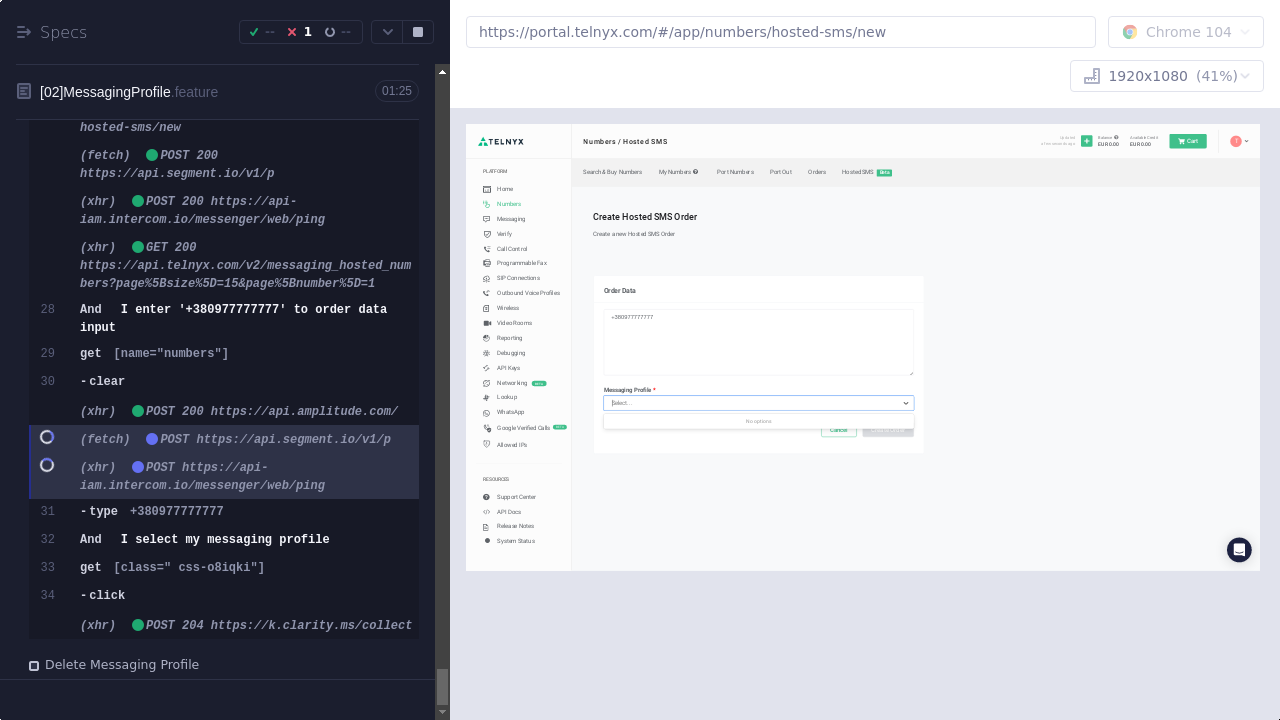 Specs
-- 1 --
[02]MessagingProfile.feature 01:25
hosted-sms/new
(fetch) POST 200
https://api.segment.io/v1/p
(xhr) POST 200 https://api-
iam.intercom.io/messenger/web/ping
(xhr) GET 200
https://api.telnyx.com/v2/messaging_hosted_num
28 And I enter '+380977777777' to order data
input
29 get [name="numbers"]
30 -clear
(xhr) POST 200 https://api.amplitude.com/
(fetch) POST https://api.segment.io/v1/p
(xhr) POST https://api-
iam.intercom.io/messenger/web/ping
31 -type +380977777777
32 And I select my messaging profile
33 get [class=" css-o8iqki"]
34 -click
(xhr) POST 204 https://k.clarity.ms/collect
Delete Messaging Profile
https://portal.telnyx.com/#/app/numbers/hosted-sms/new
Chrome 104
1920x1080 (41%)
TELNYX
Numbers / Hosted SMS
Balance
EUR 0.00
Available Credit
EUR 0.00
Cart
Search & Buy Numbers My Numbers Port Numbers Port Out Orders Hosted SMS Beta
PLATFORM
Home
Numbers
Messaging
Verify
Call Control
Programmable Fax
SIP Connections
Outbound Voice Profiles
Wireless
Video Rooms
Reporting
Debugging
API Keys
Networking
Lookup
WhatsApp
Google Verified Calls
Allowed IPs
RESOURCES
Support Center
API Docs
Release Notes
System Status
Create Hosted SMS Order
Create a new Hosted SMS Order
Order Data
+380977777777
Messaging Profile *
Select...
No options
Cancel